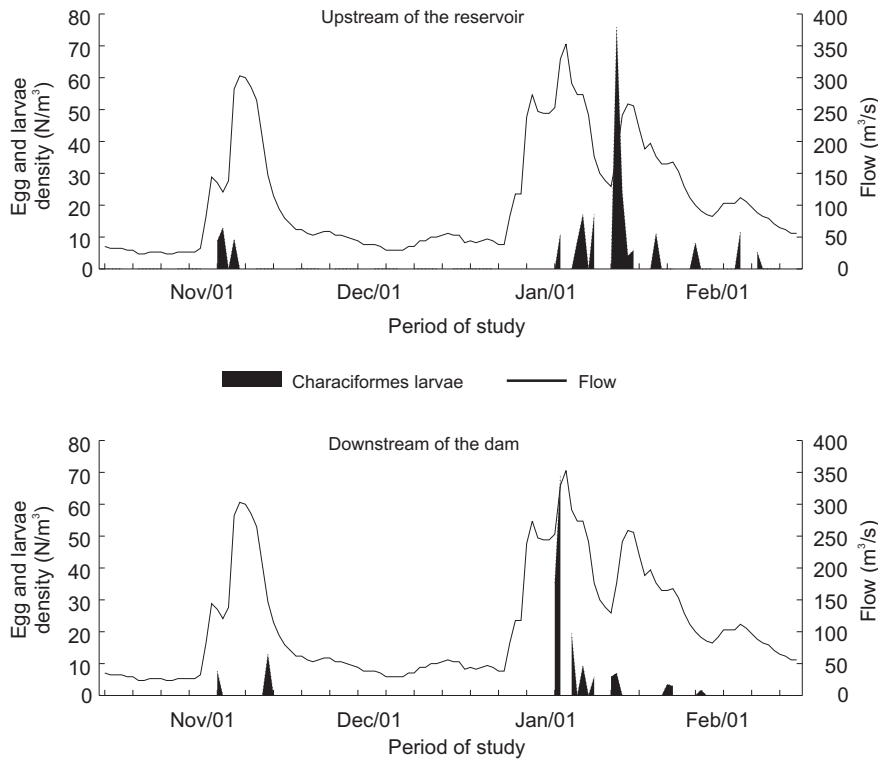 Upstream of the reservoir
Egg and larvae
density (N/m³)
80
70
60
50
40
30
20
10
0
400
350
300
250
200
150
100
50
0
Flow (m³/s)
Nov/01 Dec/01 Jan/01 Feb/01
Period of study
Characiformes larvae Flow
Downstream of the dam
Egg and larvae
density (N/m³)
80
70
60
50
40
30
20
10
0
400
350
300
250
200
150
100
50
0
Flow (m³/s)
Nov/01 Dec/01 Jan/01 Feb/01
Period of study